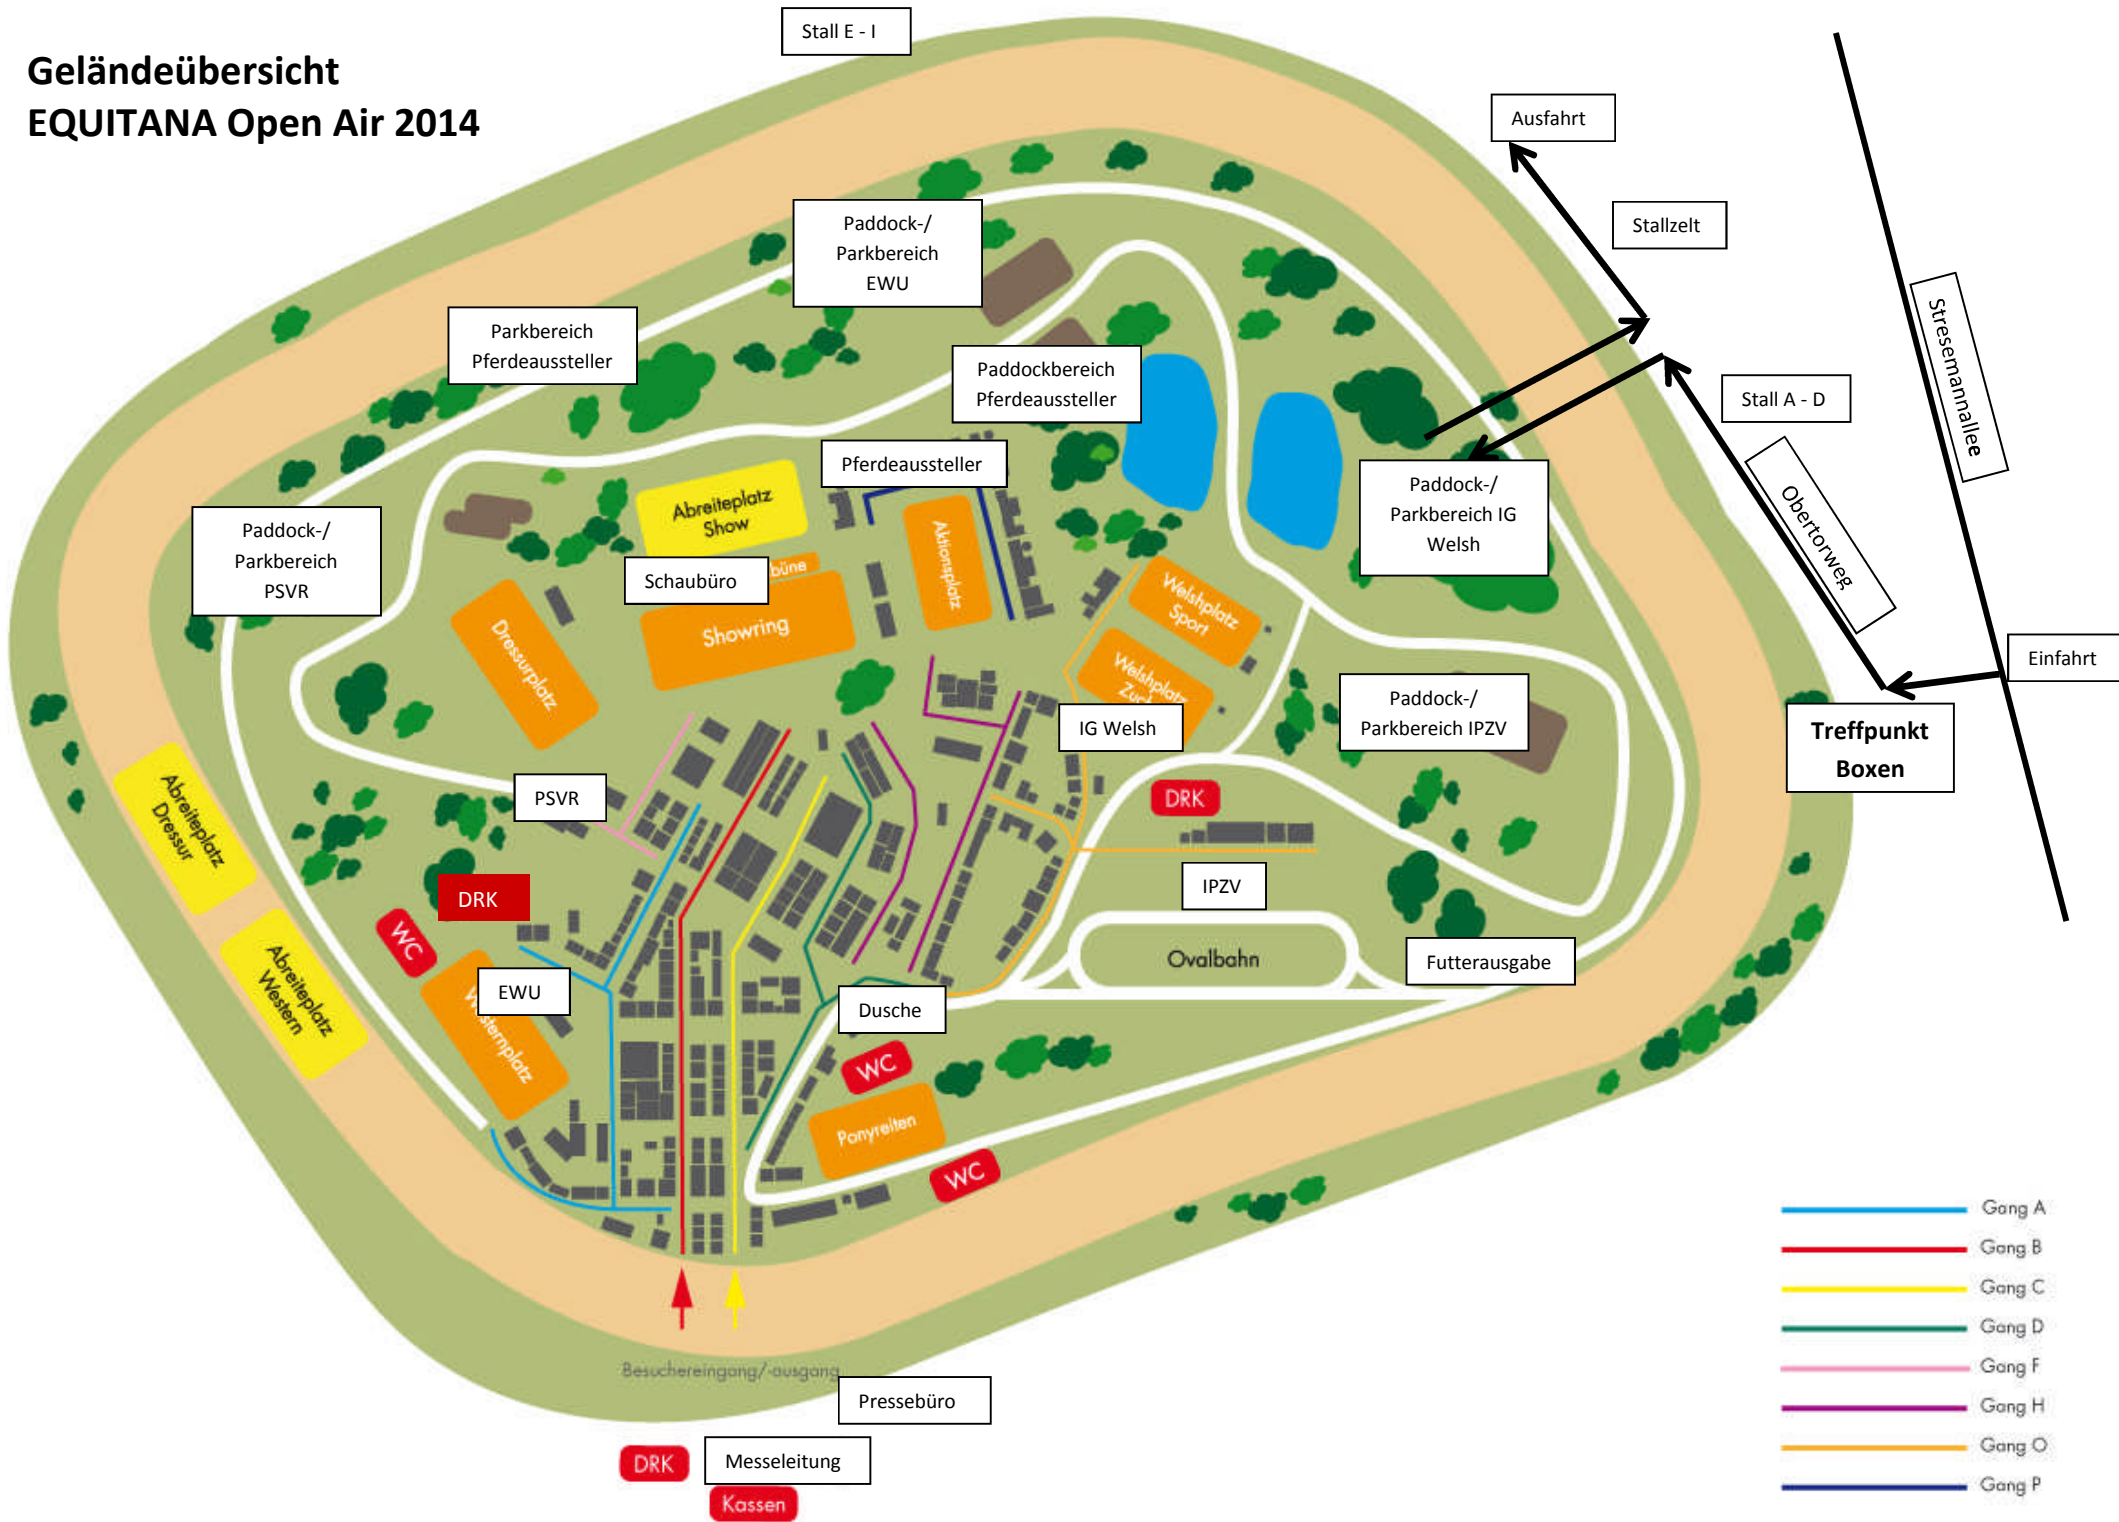 Geländeübersicht
EQUITANA Open Air 2014
Stall E - I
Ausfahrt
Stallzelt
Stresemannallee
Paddock-/
Parkbereich
EWU
Parkbereich
Pferdeaussteller
Paddockbereich
Pferdeaussteller
Stall A - D
Obertorweg
Pferdeaussteller
Paddock-/
Parkbereich IG
Welsh
Paddock-/
Parkbereich
PSVR
Abreiteplatz
Show
Aktionsplatz
Schaubüro
büne
Showring
Dressurplatz
Welshplatz
Sport
Welshplatz
Einfahrt
Paddock-/
Parkbereich IPZV
IG Welsh
Treffpunkt
Boxen
PSVR
DRK
Abreiteplatz
Dressur
DRK
IPZV
WC
Abreiteplatz
Western
Ovalbahn
Futterausgabe
EWU
Westernplatz
Dusche
WC
Ponyreiten
WC
Gang A
Gang B
Gang C
Gang D
Gang F
Gang H
Gang O
Gang P
Besuchereingang/-ausgang
Pressebüro
DRK
Messeleitung
Kassen